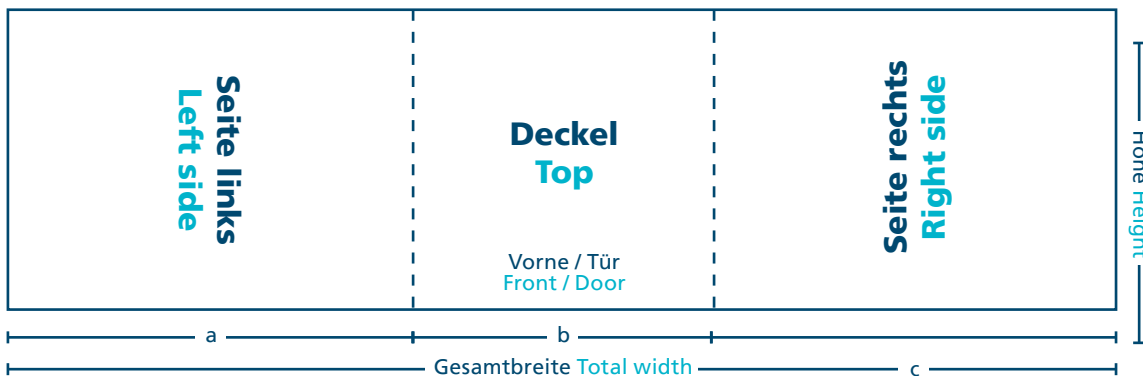 Seite links
Left side
Deckel
Top
Vorne / Tür
Front / Door
Seite rechts
Right side
Höhe Height
a
b
Gesamtbreite Total width
c